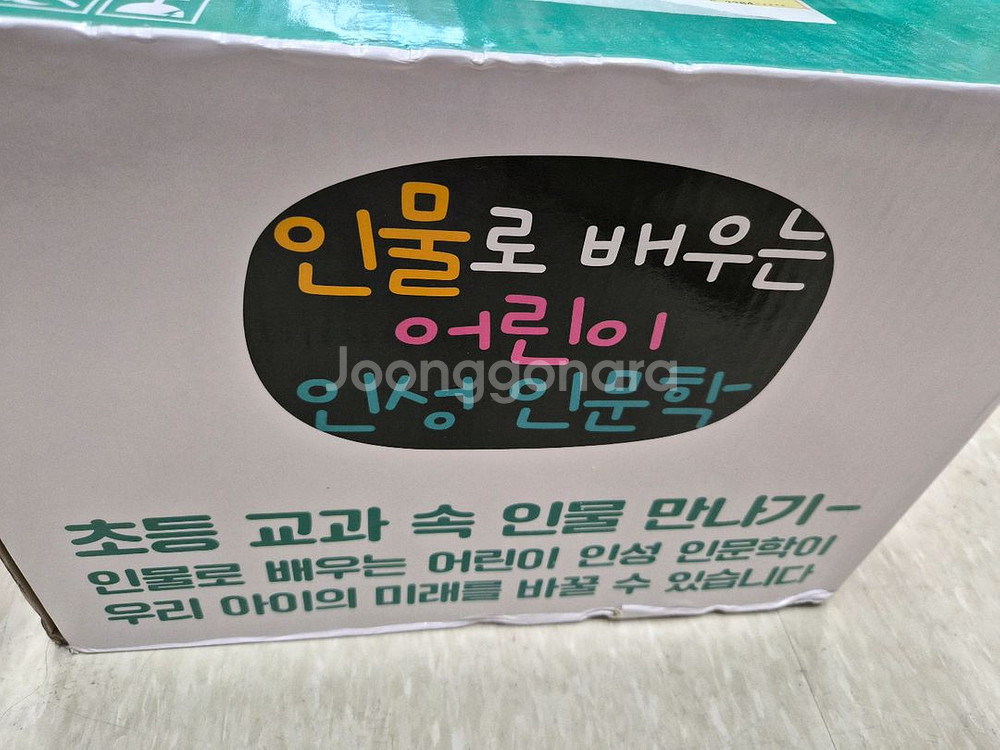 인물로 배우는
어린이
인성 인문학
Joonggonara
초등 교과 속 인물 만나기-
인물로 배우는 어린이 인성 인문학이
우리 아이의 미래를 바꿀 수 있습니다